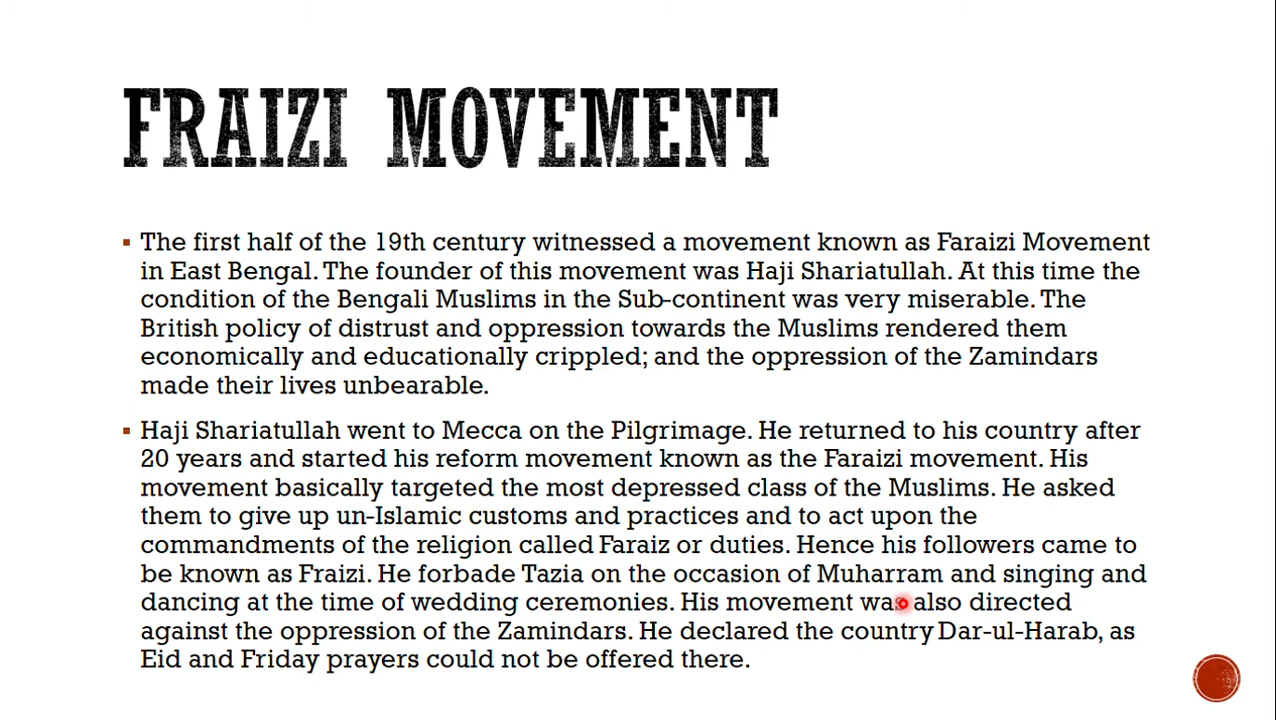 FRAIZI MOVEMENT
▪ The first half of the 19th century witnessed a movement known as Faraizi Movement
in East Bengal. The founder of this movement was Haji Shariatullah. At this time the
condition of the Bengali Muslims in the Sub-continent was very miserable. The
British policy of distrust and oppression towards the Muslims rendered them
economically and educationally crippled; and the oppression of the Zamindars
made their lives unbearable.
▪ Haji Shariatullah went to Mecca on the Pilgrimage. He returned to his country after
20 years and started his reform movement known as the Faraizi movement. His
movement basically targeted the most depressed class of the Muslims. He asked
them to give up un-Islamic customs and practices and to act upon the
commandments of the religion called Faraiz or duties. Hence his followers came to
be known as Fraizi. He forbade Tazia on the occasion of Muharram and singing and
dancing at the time of wedding ceremonies. His movement was also directed
against the oppression of the Zamindars. He declared the country Dar-ul-Harab, as
Eid and Friday prayers could not be offered there.